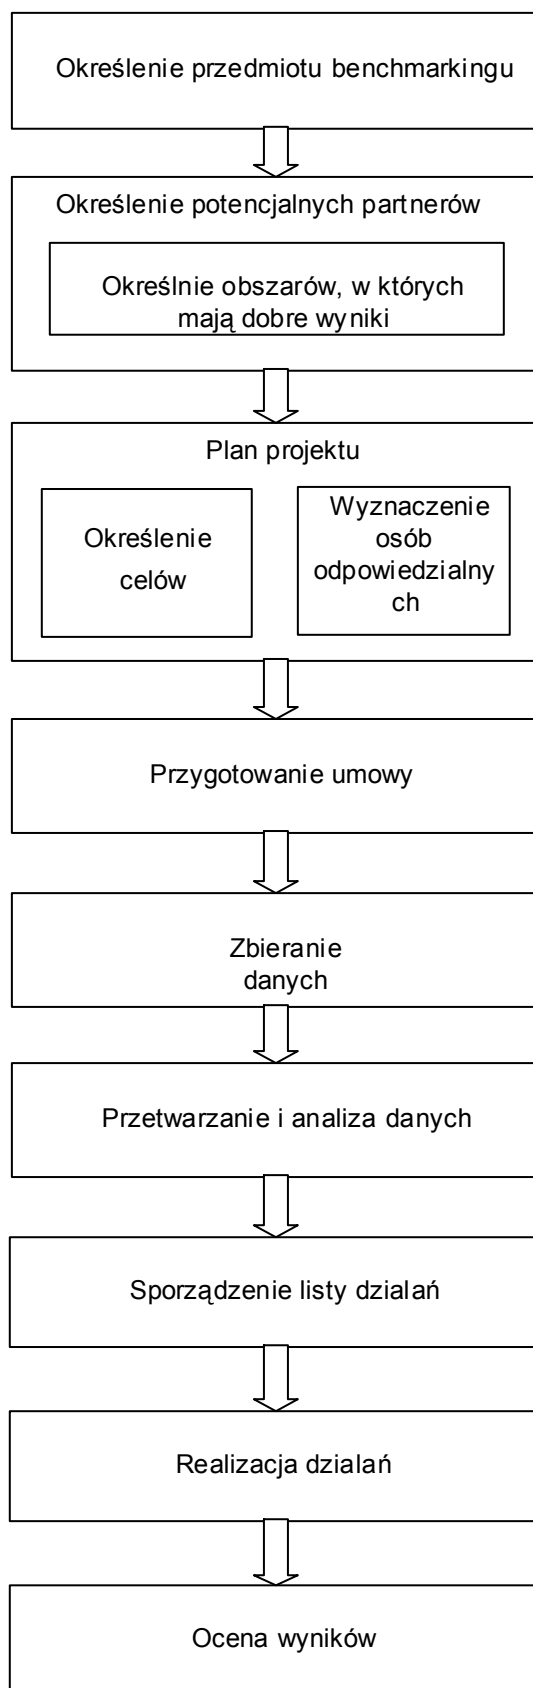 Określenie przedmiotu benchmarkingu
Określenie potencjalnych partnerów
Określnie obszarów, w których
mają dobre wyniki
Plan projektu
Określenie
celów
Wyznaczenie
osób
odpowiedzialny
ch
Przygotowanie umowy
Zbieranie
danych
Przetwarzanie i analiza danych
Sporządzenie listy dzialań
Realizacja dzialań
Ocena wyników